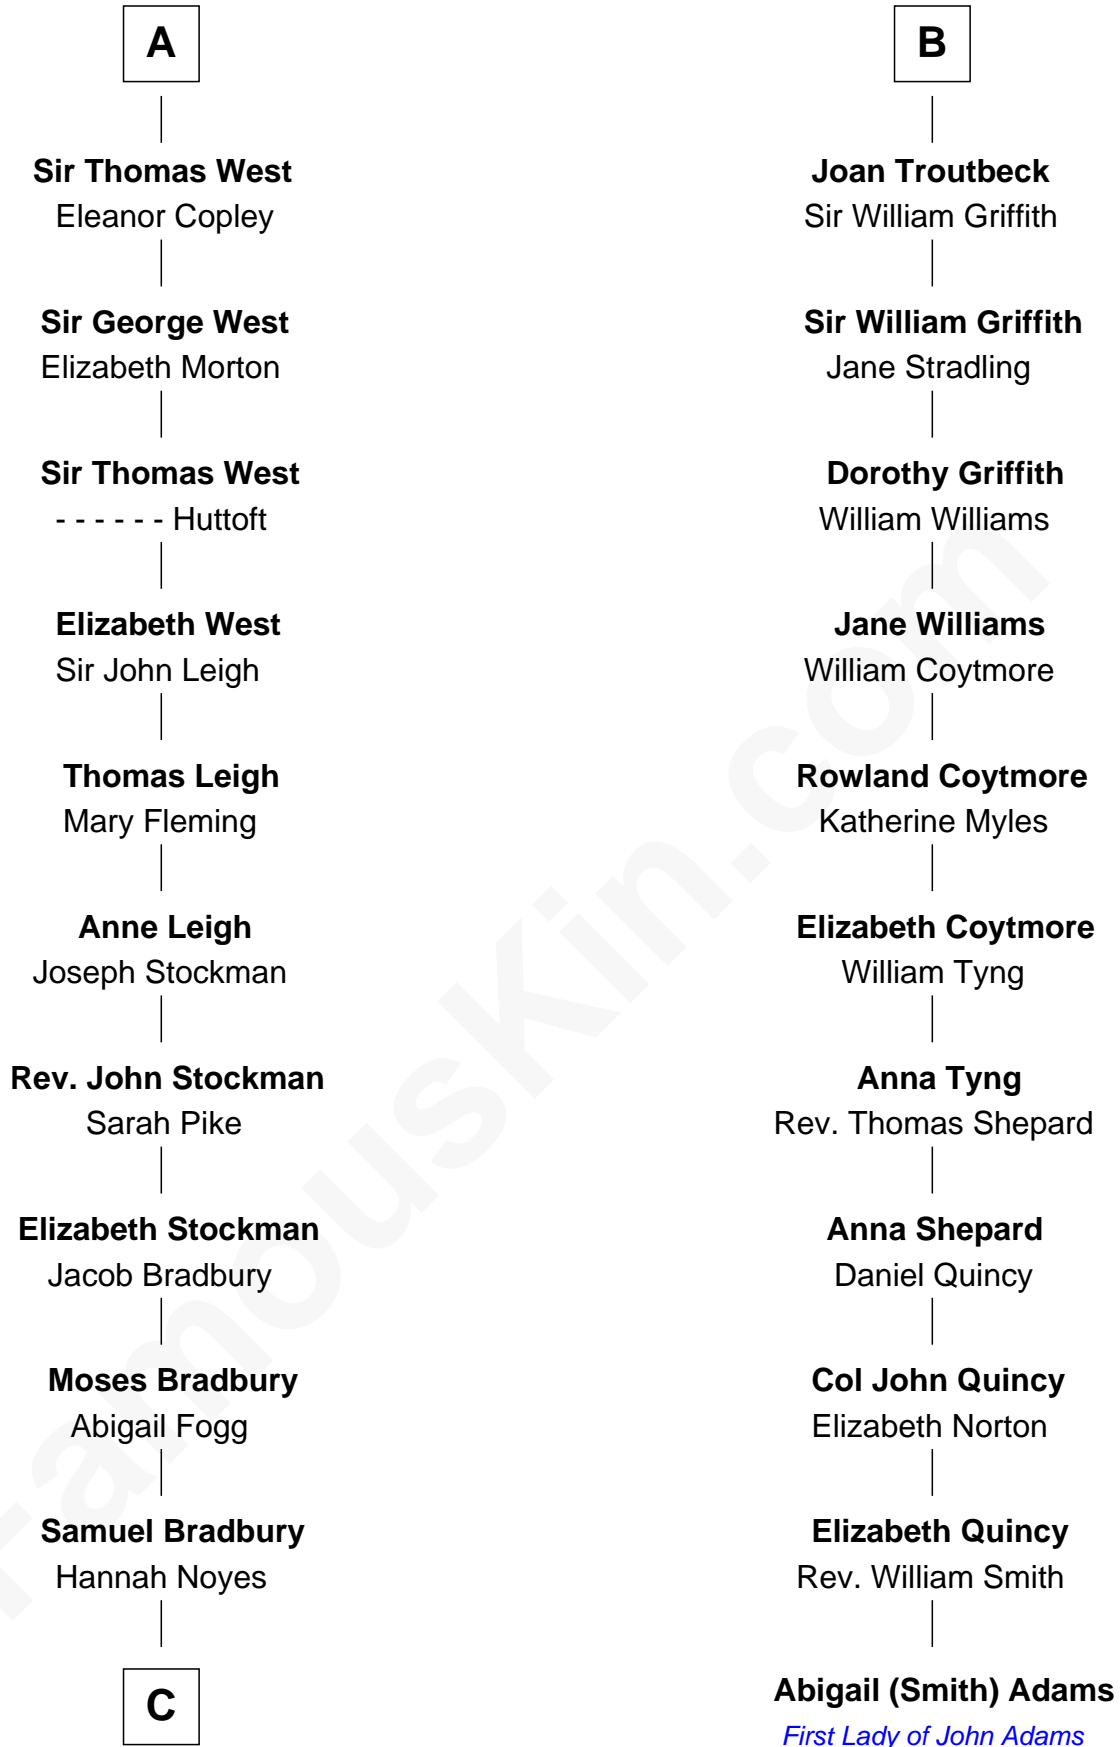 A
Sir Thomas West
Eleanor Copley
Sir George West
Elizabeth Morton
Sir Thomas West
- - - - - - Huttoft
Elizabeth West
Sir John Leigh
Thomas Leigh
Mary Fleming
Anne Leigh
Joseph Stockman
Rev. John Stockman
Sarah Pike
Elizabeth Stockman
Jacob Bradbury
Moses Bradbury
Abigail Fogg
Samuel Bradbury
Hannah Noyes
C
B
Joan Troutbeck
Sir William Griffith
Sir William Griffith
Jane Stradling
Dorothy Griffith
William Williams
Jane Williams
William Coytmore
Rowland Coytmore
Katherine Myles
Elizabeth Coytmore
William Tyng
Anna Tyng
Rev. Thomas Shepard
Anna Shepard
Daniel Quincy
Col John Quincy
Elizabeth Norton
Elizabeth Quincy
Rev. William Smith
Abigail (Smith) Adams
First Lady of John Adams
FamousKin.com